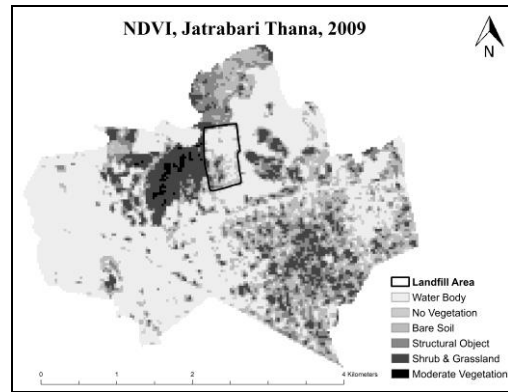 NDVI, Jatrabari Thana, 2009
N
Landfill Area
Water Body
No Vegetation
Bare Soil
Structural Object
Shrub & Grassland
Moderate Vegetation
0 1 2 4 Kilometers